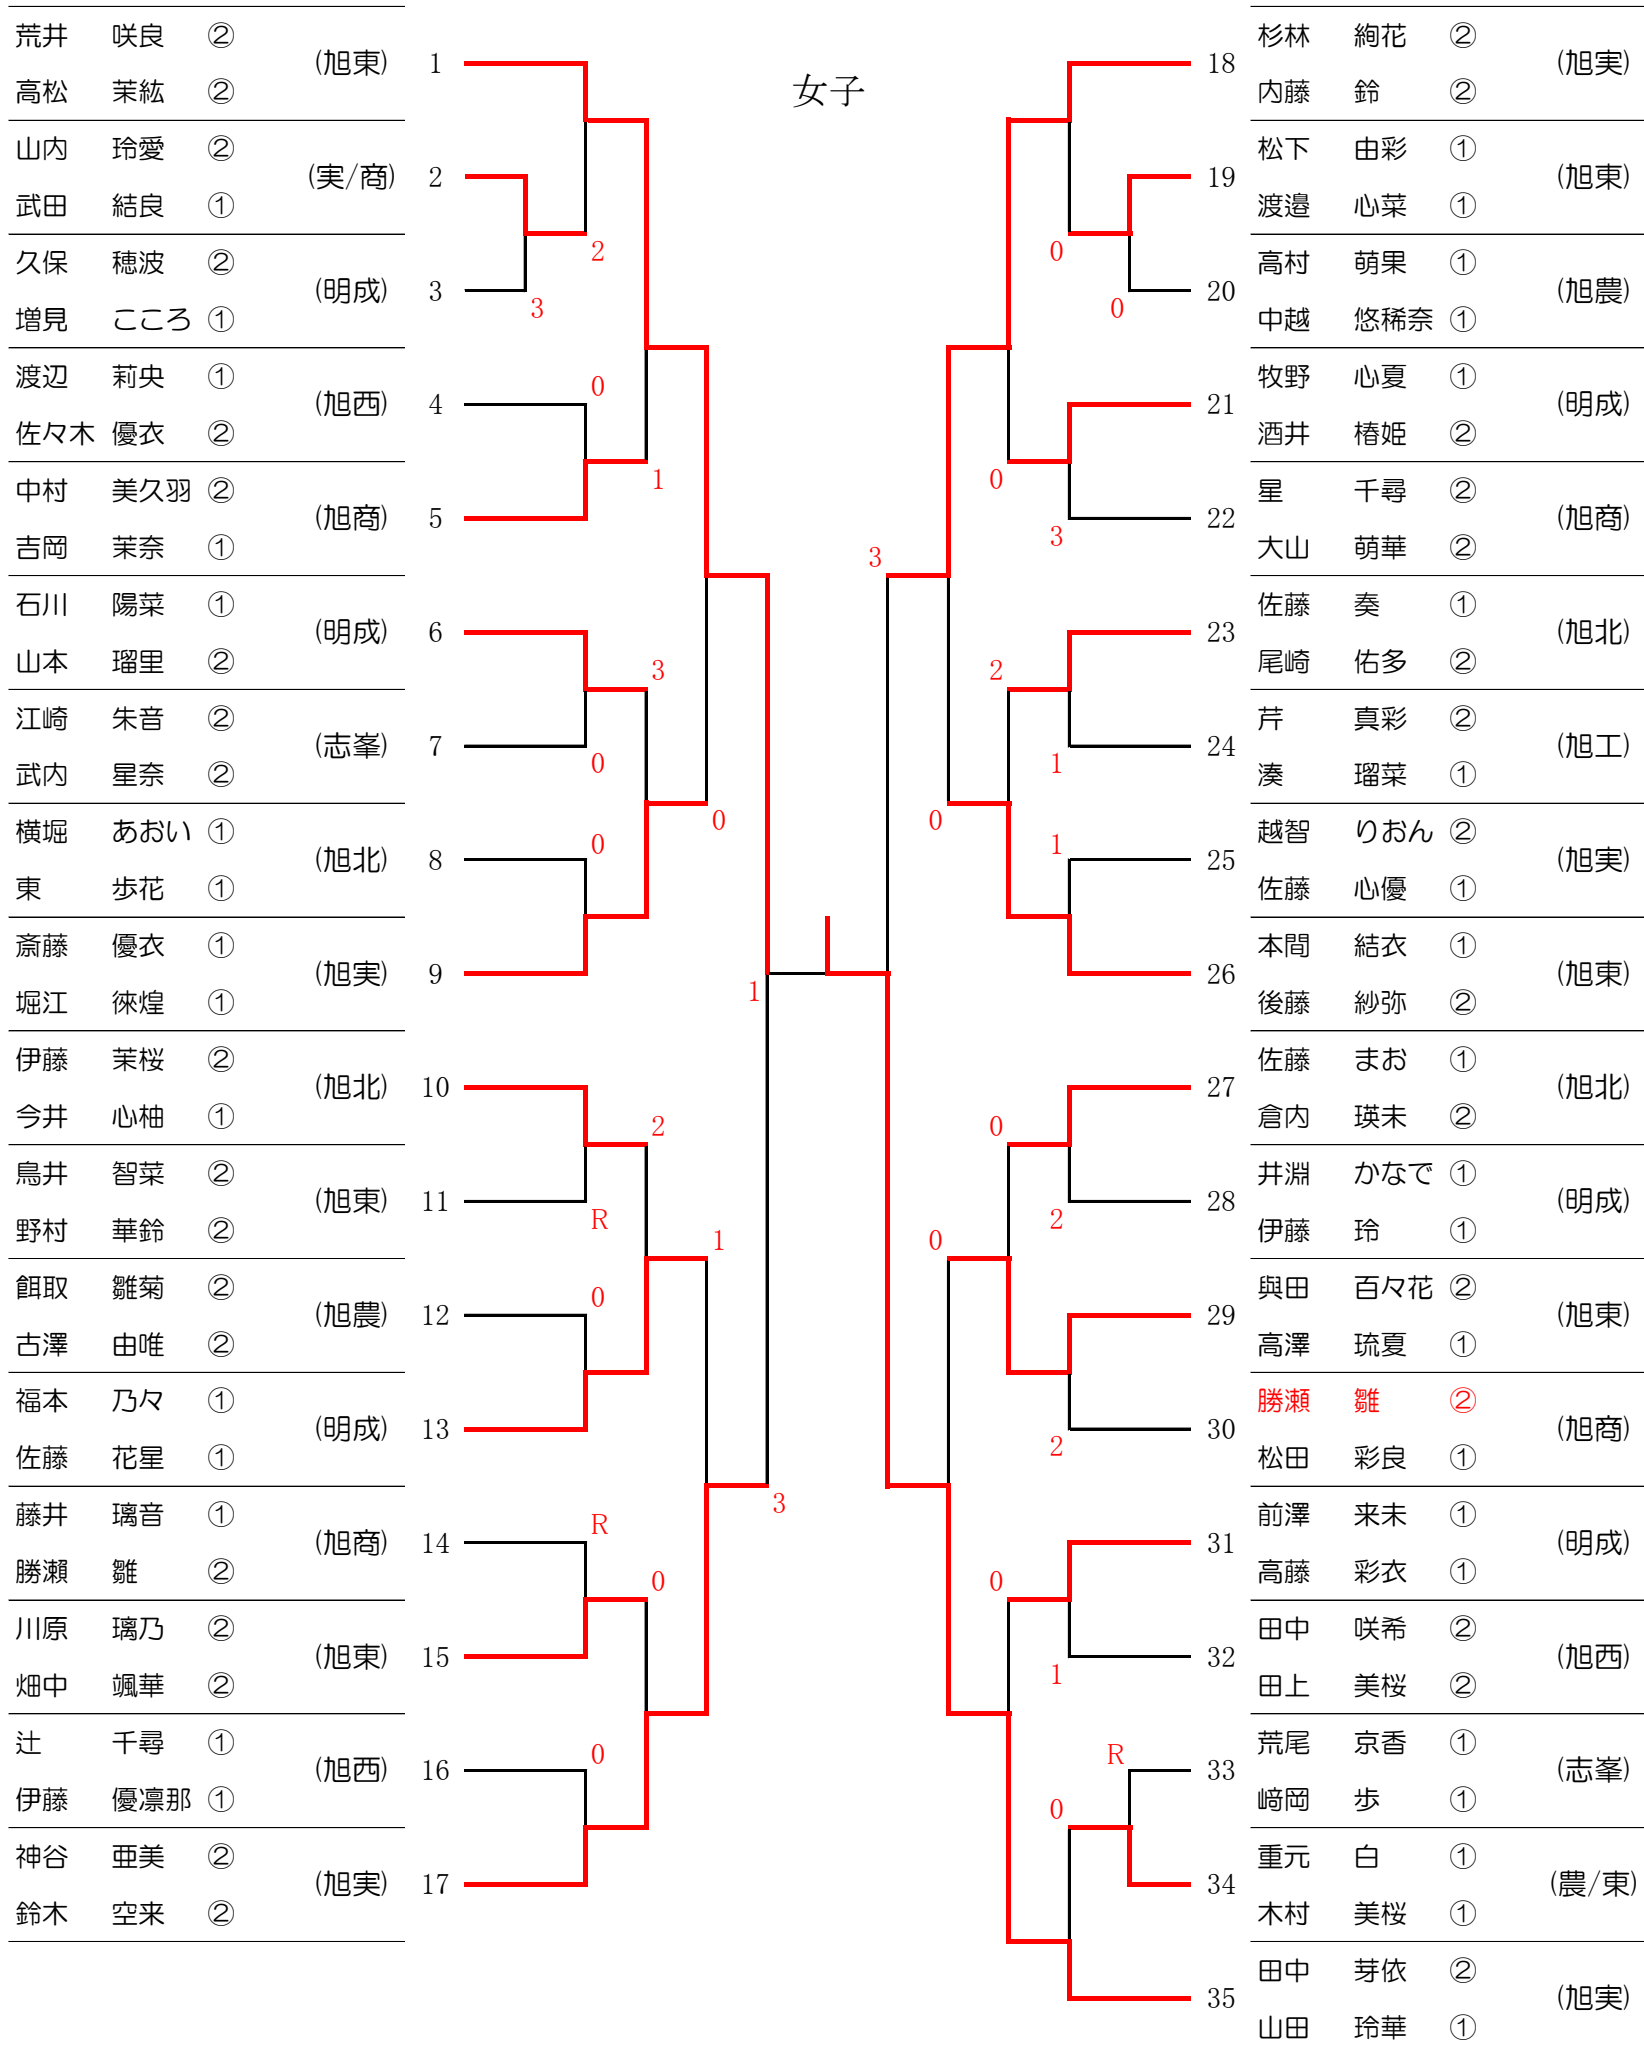 女子
荒井 咲良 ②
高松 茉紘 ②
(旭東) 1
山内 玲愛 ②
武田 結良 ①
(実/商) 2
久保 穂波 ②
増見 こころ ①
(明成) 3
渡辺 莉央 ①
佐々木 優衣 ②
(旭西) 4
中村 美久羽 ②
吉岡 茉奈 ①
(旭商) 5
石川 陽菜 ①
山本 瑠里 ②
(明成) 6
江崎 朱音 ②
武内 星奈 ②
(志峯) 7
横堀 あおい ①
東 歩花 ①
(旭北) 8
斎藤 優衣 ①
堀江 徠煌 ①
(旭実) 9
伊藤 茉桜 ②
今井 心柚 ①
(旭北) 10
鳥井 智菜 ②
野村 華鈴 ②
(旭東) 11
餌取 雛菊 ②
古澤 由唯 ②
(旭農) 12
福本 乃々 ①
佐藤 花星 ①
(明成) 13
藤井 璃音 ①
勝瀬 雛 ②
(旭商) 14
川原 璃乃 ②
畑中 颯華 ②
(旭東) 15
辻 千尋 ①
伊藤 優凛那 ①
(旭西) 16
神谷 亜美 ②
鈴木 空来 ②
(旭実) 17
2
3
0
1
3
0
0
0
1
2
R
1
0
3
R
0
0
3
0
0
0
3
2
1
0
1
0
2
0
2
0
1
R
0
18 杉林 絢花 ②
内藤 鈴 ②
(旭実)
19 松下 由彩 ①
渡邉 心菜 ①
(旭東)
20 高村 萌果 ①
中越 悠稀奈 ①
(旭農)
21 牧野 心夏 ①
酒井 椿姫 ②
(明成)
22 星 千尋 ②
大山 萌華 ②
(旭商)
23 佐藤 奏 ①
尾崎 佑多 ②
(旭北)
24 芹 真彩 ②
湊 瑠菜 ①
(旭工)
25 越智 りおん ②
佐藤 心優 ①
(旭実)
26 本間 結衣 ①
後藤 紗弥 ②
(旭東)
27 佐藤 まお ①
倉内 瑛未 ②
(旭北)
28 井淵 かなで ①
伊藤 玲 ①
(明成)
29 與田 百々花 ②
高澤 琉夏 ①
(旭東)
30 勝瀬 雛 ②
松田 彩良 ①
(旭商)
31 前澤 来未 ①
高藤 彩衣 ①
(明成)
32 田中 咲希 ②
田上 美桜 ②
(旭西)
33 荒尾 京香 ①
﨑岡 歩 ①
(志峯)
34 重元 白 ①
木村 美桜 ①
(農/東)
35 田中 芽依 ②
山田 玲華 ①
(旭実)